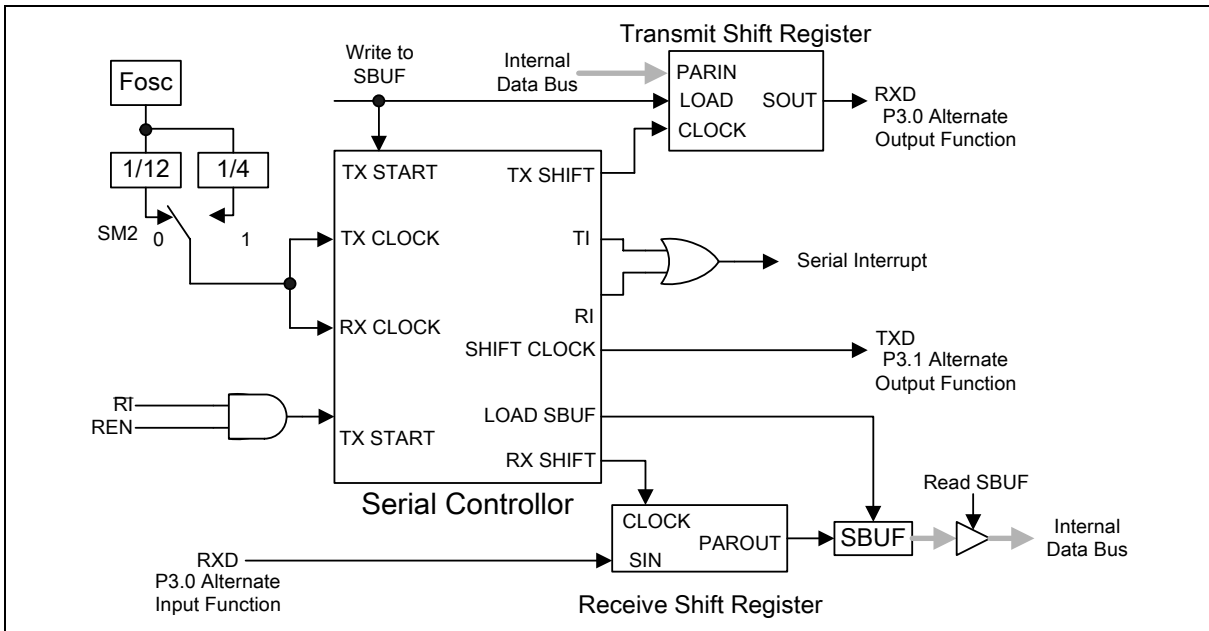 Transmit Shift Register
Write to
SBUF
Internal
Data Bus
PARIN
LOAD
SOUT
CLOCK
RXD
P3.0 Alternate
Output Function
Fosc
1/12
1/4
SM2
0
1
TX START
TX SHIFT
TX CLOCK
TI
Serial Interrupt
RX CLOCK
RI
SHIFT CLOCK
TXD
P3.1 Alternate
Output Function
R̅I̅
REN
TX START
LOAD SBUF
RX SHIFT
Serial Controllor
Read SBUF
CLOCK
PAROUT
SIN
SBUF
Internal
Data Bus
RXD
P3.0 Alternate
Input Function
Receive Shift Register